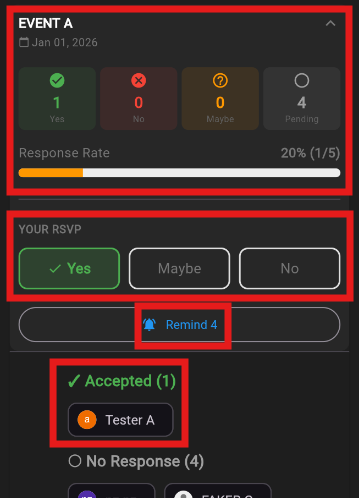 EVENT A
Jan 01, 2026
1 0 0 4
Yes No Maybe Pending
Response Rate 20% (1/5)
YOUR RSVP
Yes Maybe No
Remind 4
Accepted (1)
a Tester A
No Response (4)